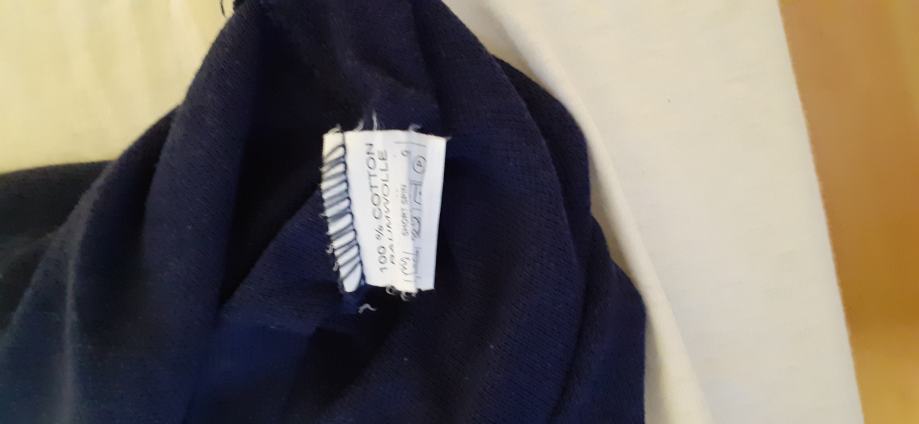 100 % COTTON
BAUMWOLLE
SHORT SPIN